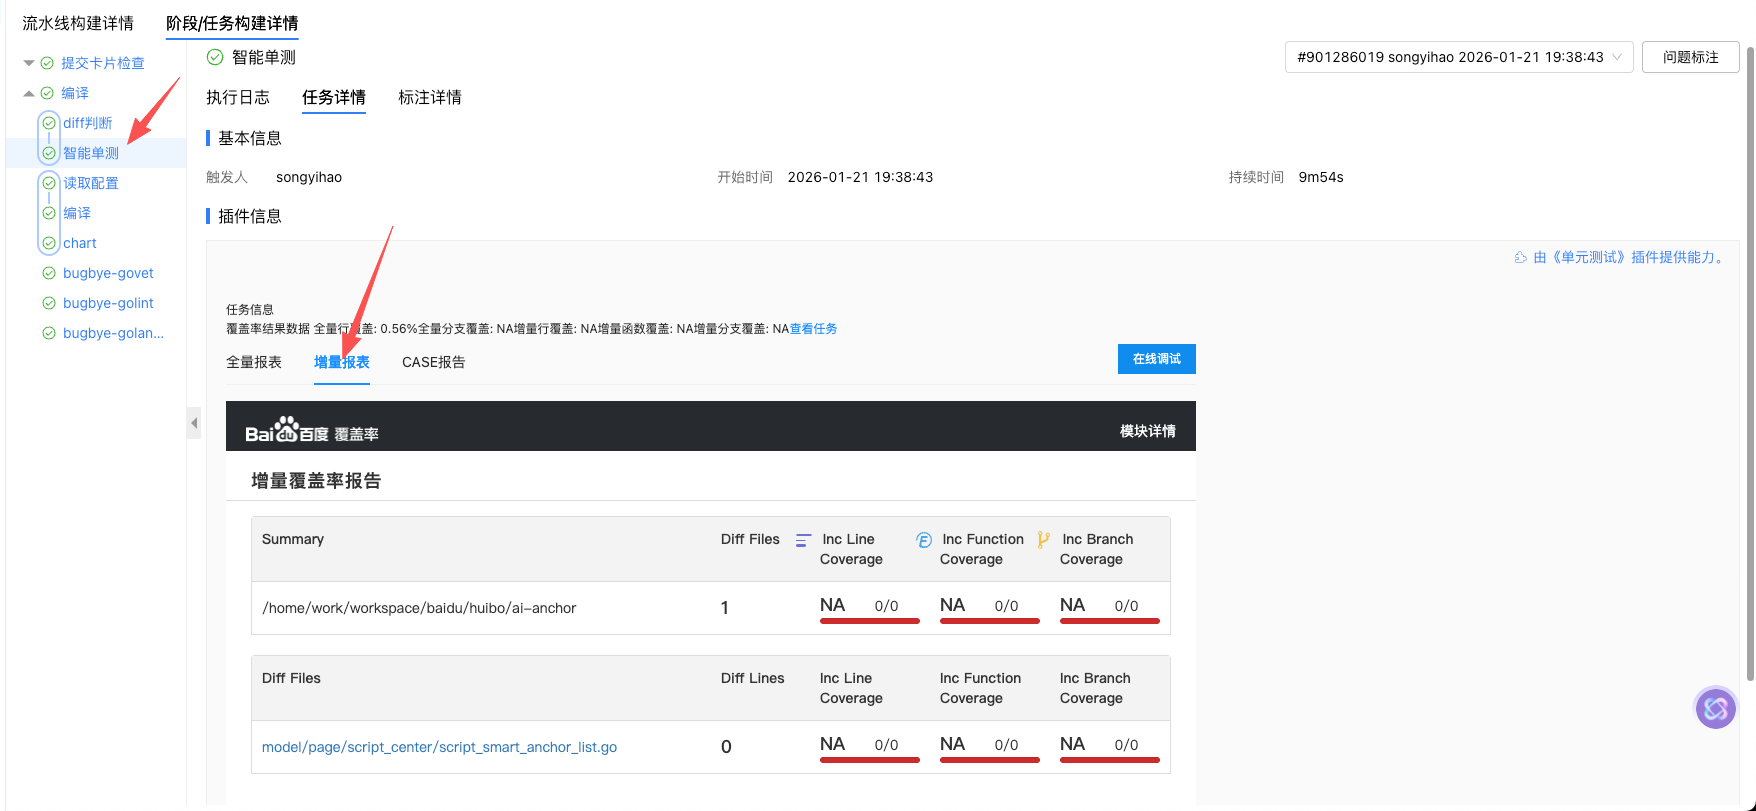 流水线构建详情 阶段/任务构建详情
提交卡片检查
编译
diff判断
智能单测
读取配置
编译
chart
bugbye-govet
bugbye-golint
bugbye-golan...
智能单测
#901286019 songyihao 2026-01-21 19:38:43 问题标注
执行日志 任务详情 标注详情
基本信息
触发人 songyihao 开始时间 2026-01-21 19:38:43 持续时间 9m54s
插件信息
由《单元测试》插件提供能力。
任务信息
覆盖率结果数据 全量行覆盖: 0.56%全量分支覆盖: NA增量行覆盖: NA增量函数覆盖: NA增量分支覆盖: NA查看任务
全量报表 增量报表 CASE报告 在线调试
Bai du 百度 覆盖率 模块详情
增量覆盖率报告
Summary Diff Files Inc Line Coverage Inc Function Coverage Inc Branch Coverage
/home/work/workspace/baidu/huibo/ai-anchor 1 NA 0/0 NA 0/0 NA 0/0
Diff Files Diff Lines Inc Line Coverage Inc Function Coverage Inc Branch Coverage
model/page/script_center/script_smart_anchor_list.go 0 NA 0/0 NA 0/0 NA 0/0